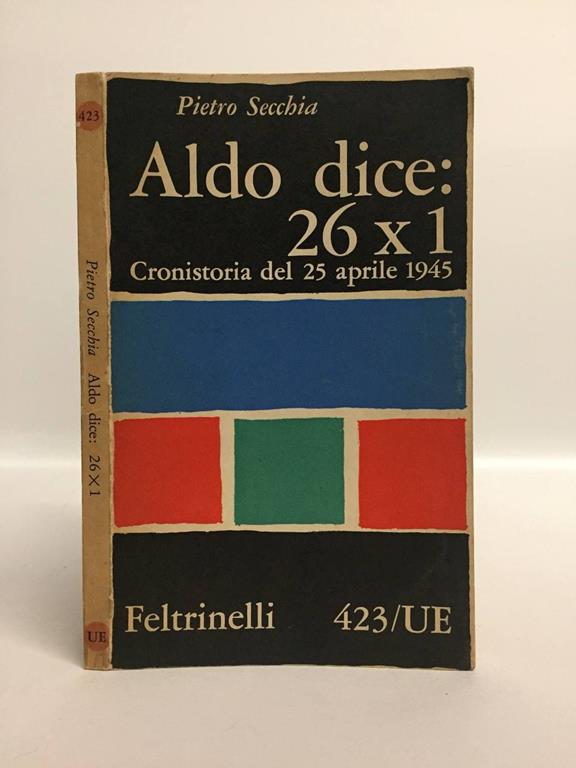 Pietro Secchia
Aldo dice:
26 x 1
Cronistoria del 25 aprile 1945
Feltrinelli 423/UE
423
Pietro Secchia Aldo dice: 26 X 1
UE